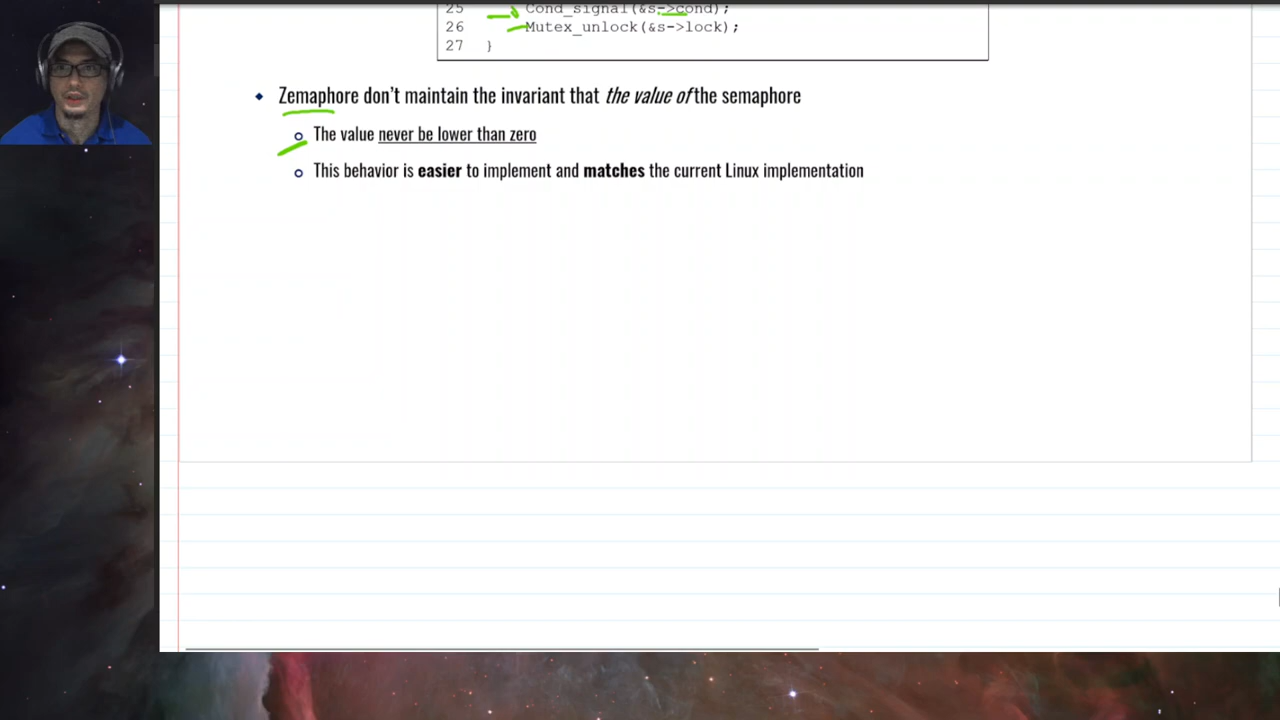 25 Cond_signal(&s->cond);
26 Mutex_unlock(&s->lock);
27 }
Zemaphore don't maintain the invariant that the value of the semaphore
The value never be lower than zero
This behavior is easier to implement and matches the current Linux implementation